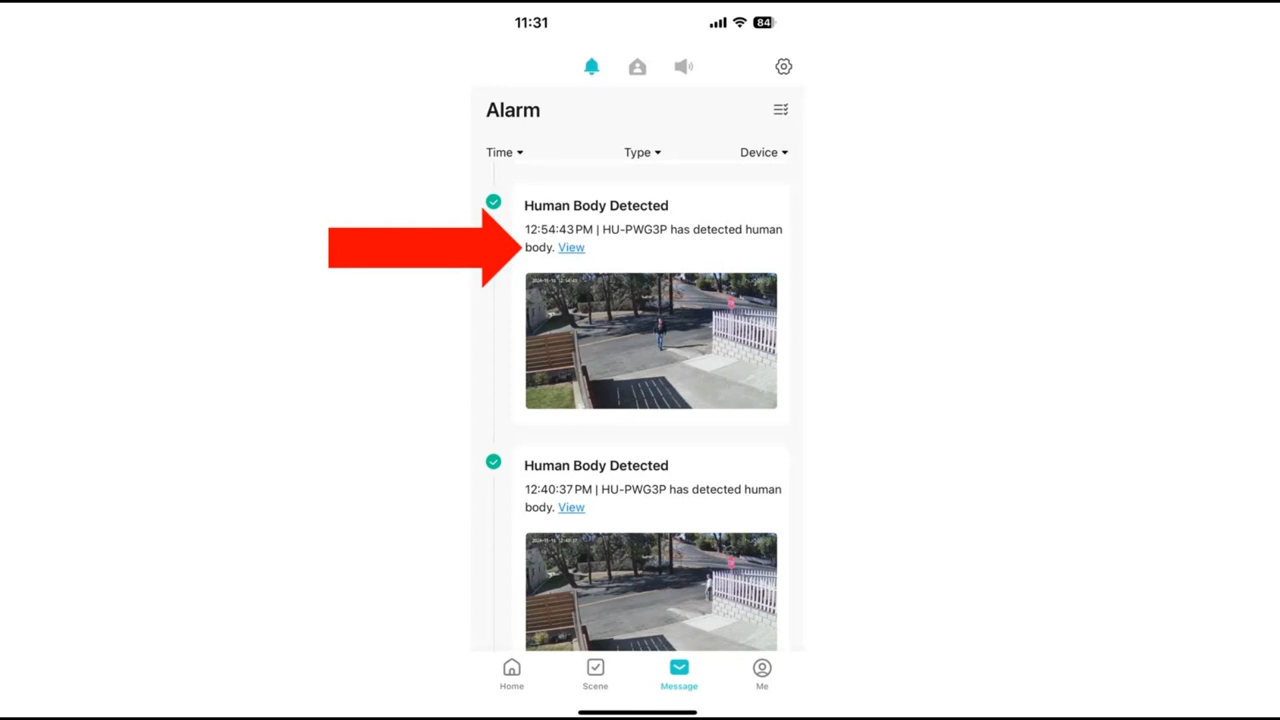 11:31
84
Alarm
Time
Type
Device
Human Body Detected
12:54:43 PM | HU-PWG3P has detected human
body. View
Human Body Detected
12:40:37 PM | HU-PWG3P has detected human
body. View
Home
Scene
Message
Me